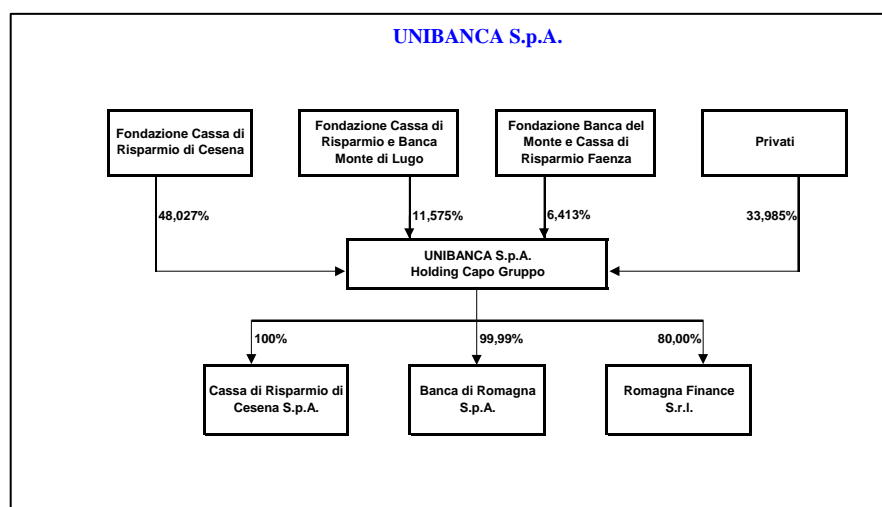 UNIBANCA S.p.A.
Fondazione Cassa di
Risparmio di Cesena
Fondazione Cassa di
Risparmio e Banca
Monte di Lugo
Fondazione Banca del
Monte e Cassa di
Risparmio Faenza
Privati
48,027%
11,575%
6,413%
33,985%
UNIBANCA S.p.A.
Holding Capo Gruppo
100%
99,99%
80,00%
Cassa di Risparmio di
Cesena S.p.A.
Banca di Romagna
S.p.A.
Romagna Finance
S.r.l.